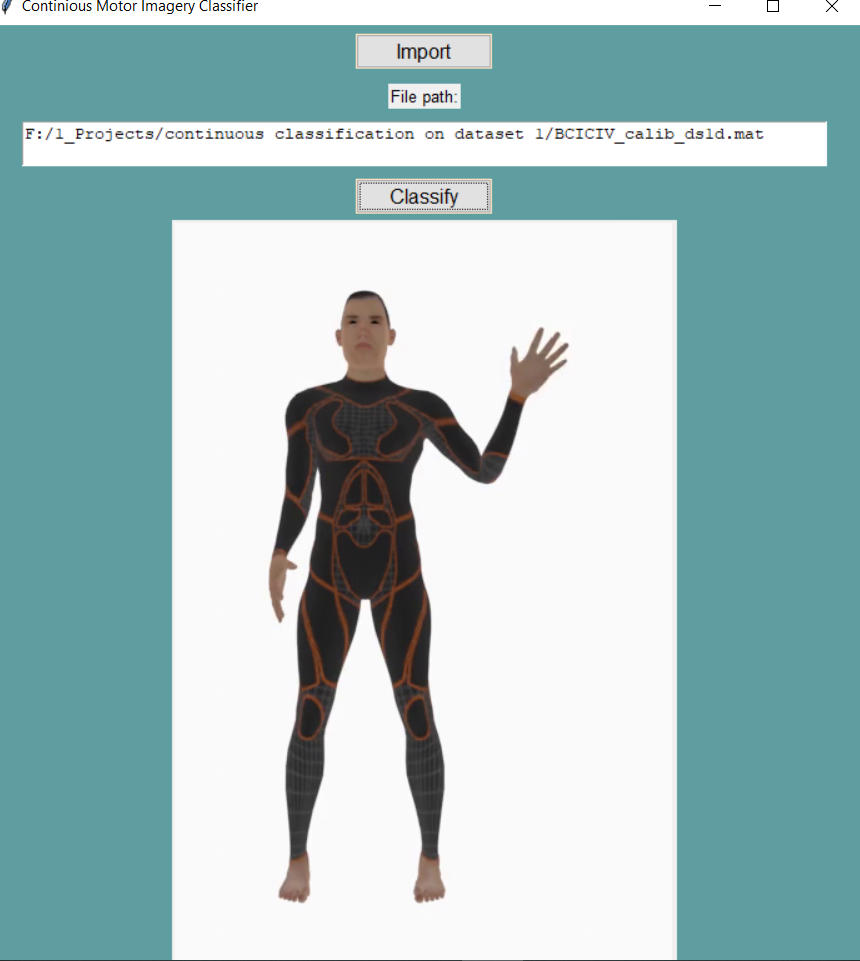 Continious Motor Imagery Classifier
Import
File path:
F:/1_Projects/continuous classification on dataset 1/BCICIV_calib_ds1d.mat
Classify